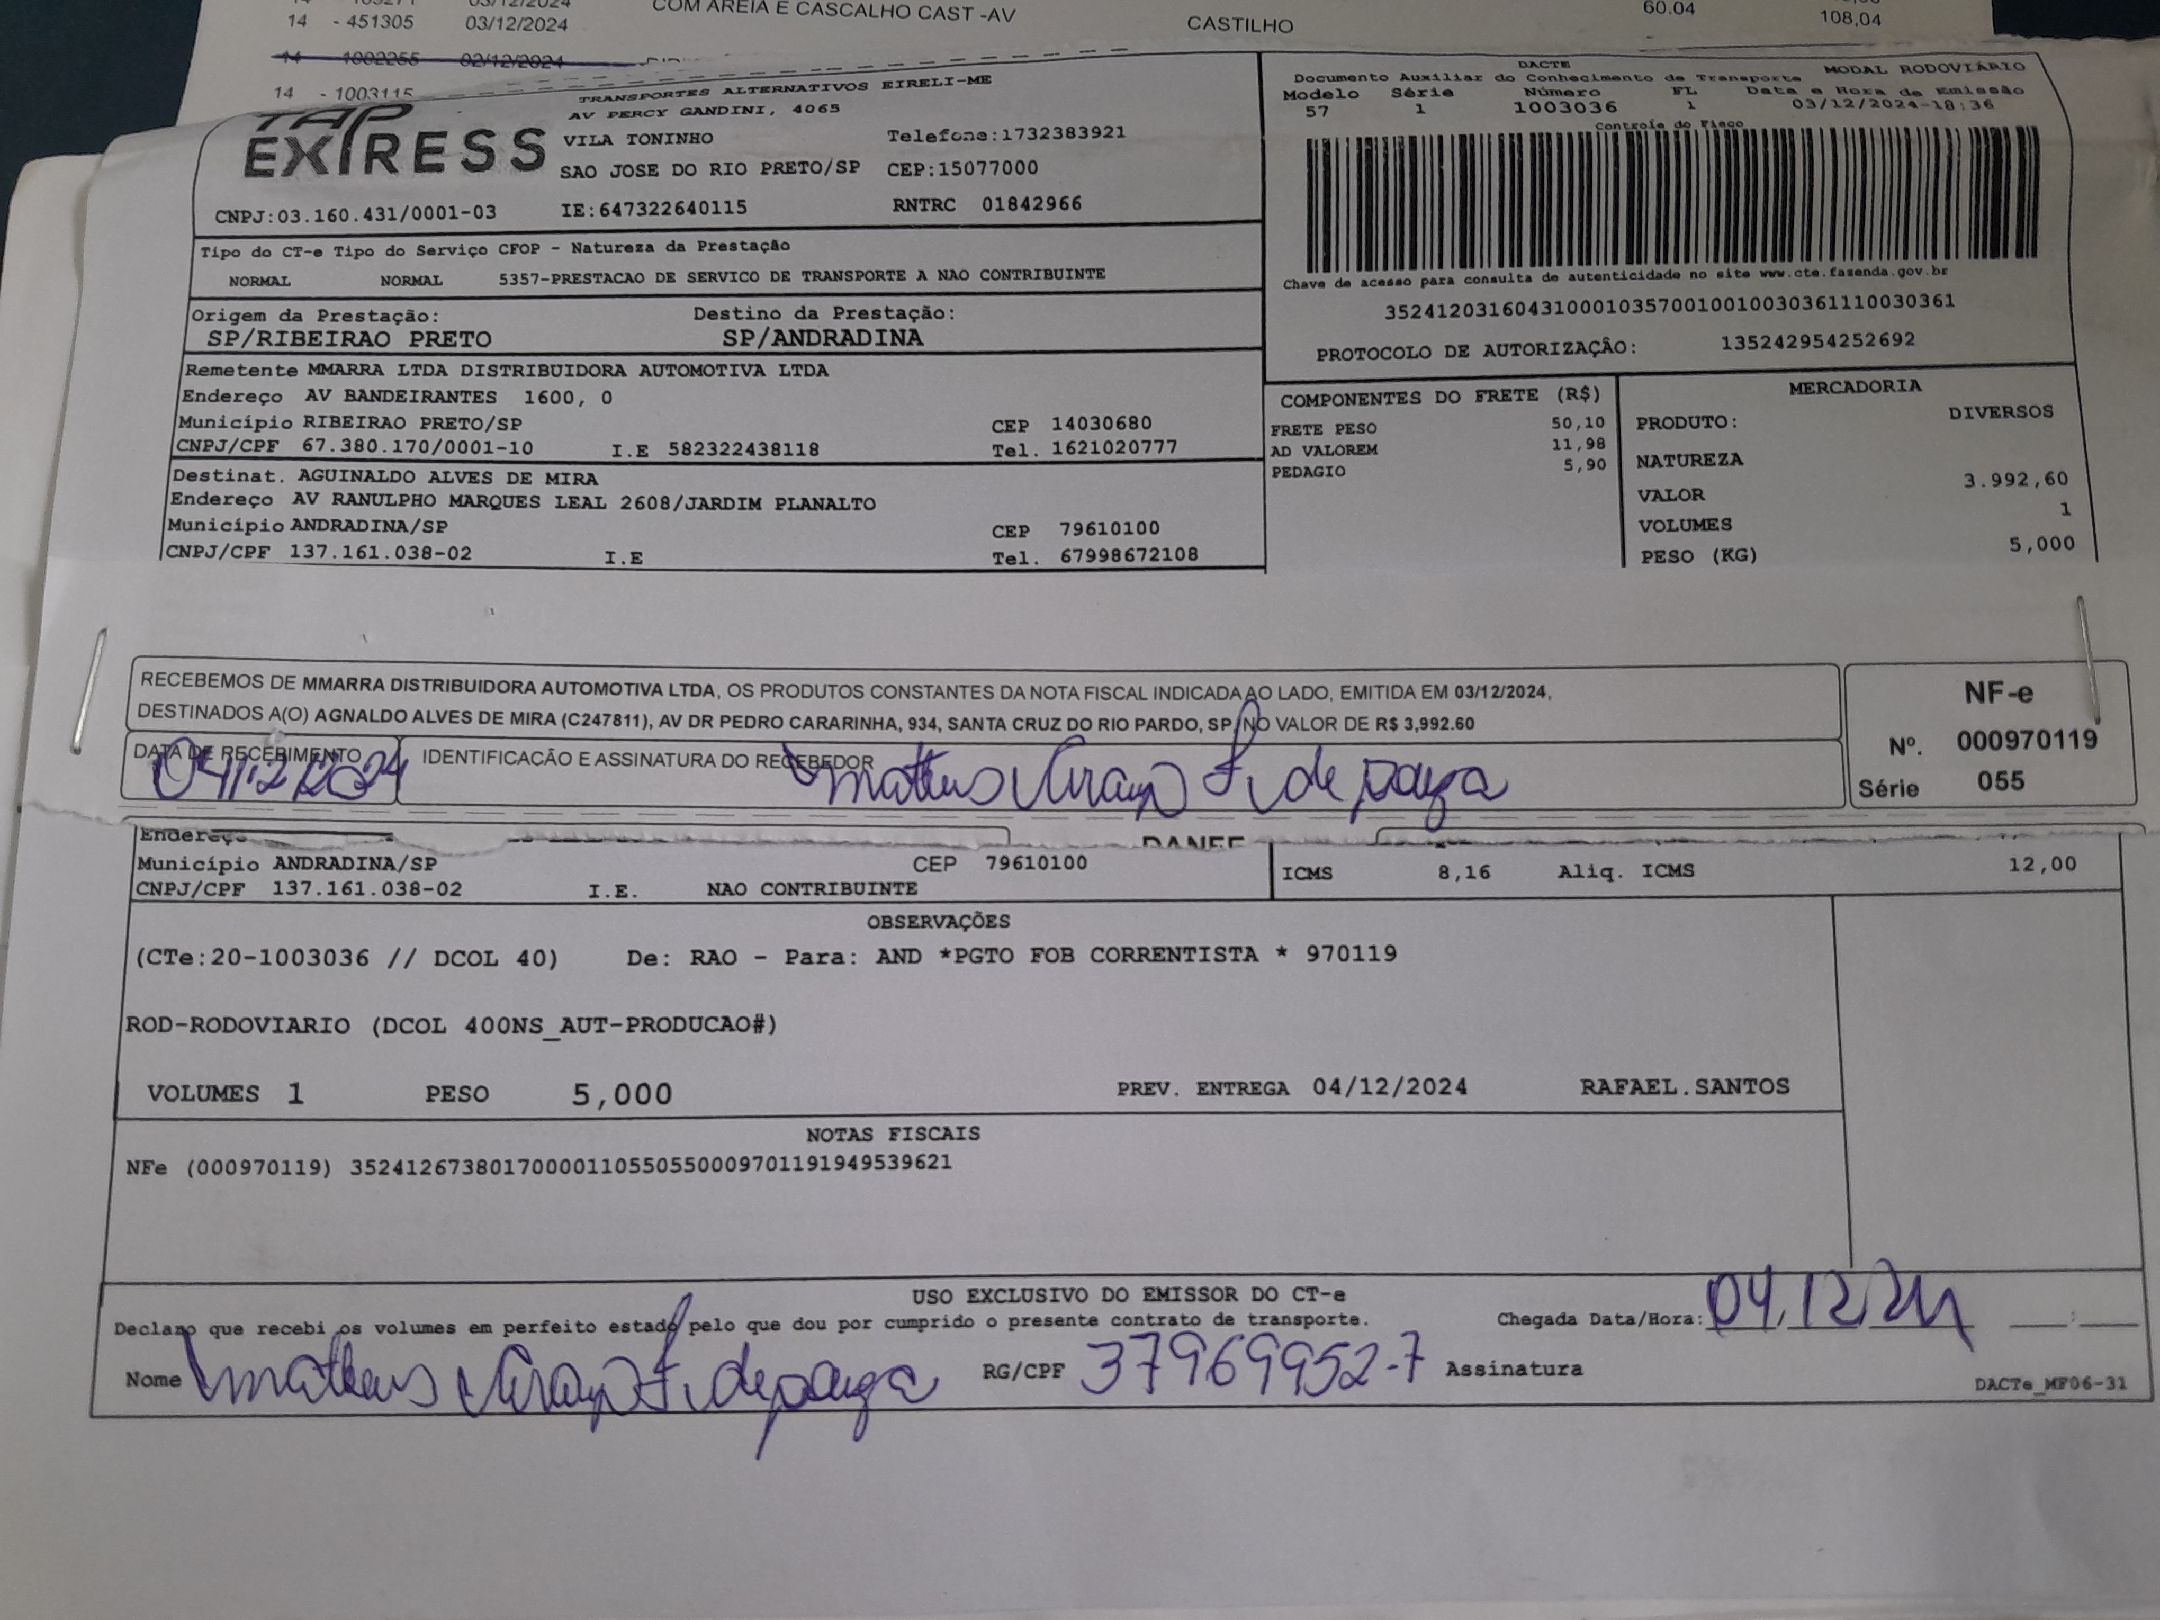 14 - 451305 03/12/2024 COM AREIA E CASCALHO CAST -AV CASTILHO 60.04 108,04
14 - 1002255 02/12/2024
14 - 1003115
TAP EXPRESS
TRANSPORTES ALTERNATIVOS EIRELI-ME
AV PERCY GANDINI, 4065
VILA TONINHO Telefone:1732383921
SAO JOSE DO RIO PRETO/SP CEP:15077000
CNPJ:03.160.431/0001-03 IE:647322640115 RNTRC 01842966
DACTE MODAL RODOVIÁRIO
Documento Auxiliar do Conhecimento de Transporte
Modelo Série Número FL Data e Hora de Emissão
57 1 1003036 1 03/12/2024-18:36
Controle do Fisco
Chave de acesso para consulta de autenticidade no site www.cte.fazenda.gov.br
35241203160431000103570010010030361110030361
PROTOCOLO DE AUTORIZAÇÂO: 135242954252692
Tipo do CT-e Tipo do Serviço CFOP - Natureza da Prestação
NORMAL NORMAL 5357-PRESTACAO DE SERVICO DE TRANSPORTE A NAO CONTRIBUINTE
Origem da Prestação: Destino da Prestação:
SP/RIBEIRAO PRETO SP/ANDRADINA
Remetente MMARRA LTDA DISTRIBUIDORA AUTOMOTIVA LTDA
Endereço AV BANDEIRANTES 1600, 0
Município RIBEIRAO PRETO/SP CEP 14030680
CNPJ/CPF 67.380.170/0001-10 I.E 582322438118 Tel. 1621020777
Destinat. AGUINALDO ALVES DE MIRA
Endereço AV RANULPHO MARQUES LEAL 2608/JARDIM PLANALTO
Município ANDRADINA/SP CEP 79610100
CNPJ/CPF 137.161.038-02 I.E Tel. 67998672108
COMPONENTES DO FRETE (R$)
FRETE PESO 50,10
AD VALOREM 11,98
PEDAGIO 5,90
MERCADORIA
PRODUTO: DIVERSOS
NATUREZA
VALOR 3.992,60
VOLUMES 1
PESO (KG) 5,000
RECEBEMOS DE MMARRA DISTRIBUIDORA AUTOMOTIVA LTDA, OS PRODUTOS CONSTANTES DA NOTA FISCAL INDICADA AO LADO, EMITIDA EM 03/12/2024,
DESTINADOS A(O) AGNALDO ALVES DE MIRA (C247811), AV DR PEDRO CARARINHA, 934, SANTA CRUZ DO RIO PARDO, SP, NO VALOR DE R$ 3,992.60
DATA DE RECEBIMENTO IDENTIFICAÇÃO E ASSINATURA DO RECEBEDOR
04/12/2024 Matheus F. de Souza
NF-e
Nº. 000970119
Série 055
DANFE
Endereço
Município ANDRADINA/SP CEP 79610100
CNPJ/CPF 137.161.038-02 I.E. NAO CONTRIBUINTE
ICMS 8,16 Aliq. ICMS 12,00
OBSERVAÇÕES
(CTe:20-1003036 // DCOL 40) De: RAO - Para: AND *PGTO FOB CORRENTISTA * 970119
ROD-RODOVIARIO (DCOL 400NS_AUT-PRODUCAO#)
VOLUMES 1 PESO 5,000 PREV. ENTREGA 04/12/2024 RAFAEL.SANTOS
NOTAS FISCAIS
NFe (000970119) 35241267380170000110550550009701191949539621
USO EXCLUSIVO DO EMISSOR DO CT-e
Declaro que recebi os volumes em perfeito estado pelo que dou por cumprido o presente contrato de transporte. Chegada Data/Hora: 04,12,24
Nome Matheus F. de Souza RG/CPF 37969952-7 Assinatura
DACTe_MF06-31